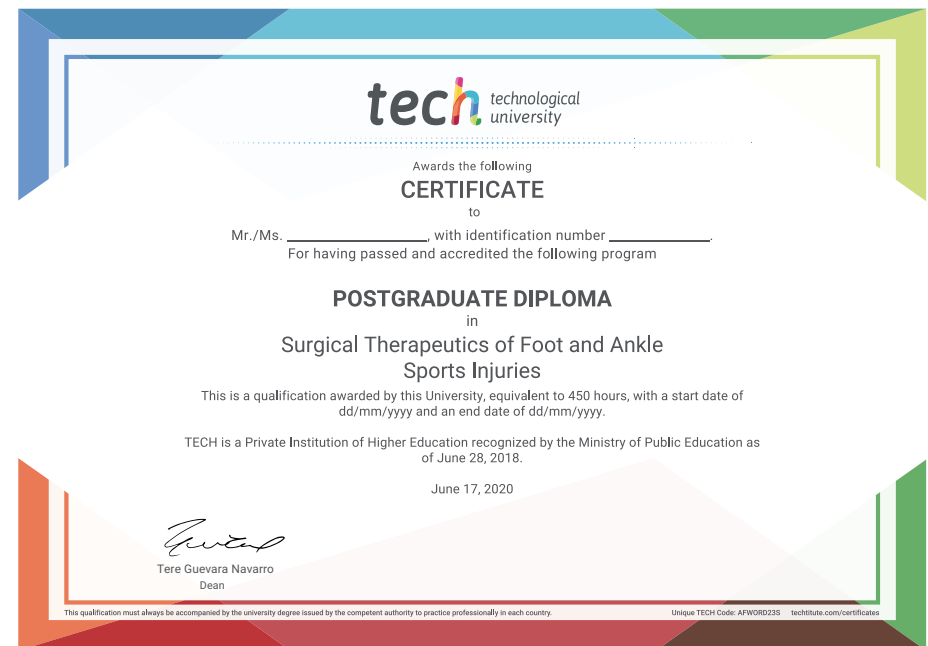 tech technological
university
Awards the following
CERTIFICATE
to
Mr./Ms. ____________________, with identification number ______________.
For having passed and accredited the following program
POSTGRADUATE DIPLOMA
in
Surgical Therapeutics of Foot and Ankle
Sports Injuries
This is a qualification awarded by this University, equivalent to 450 hours, with a start date of
dd/mm/yyyy and an end date of dd/mm/yyyy.
TECH is a Private Institution of Higher Education recognized by the Ministry of Public Education as
of June 28, 2018.
June 17, 2020
Tere Guevara Navarro
Dean
This qualification must always be accompanied by the university degree issued by the competent authority to practice professionally in each country.
Unique TECH Code: AFWORD23S techtitute.com/certificates